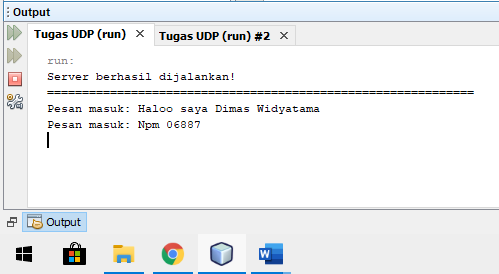 Output
Tugas UDP (run) × Tugas UDP (run) #2 ×
run:
Server berhasil dijalankan!
================================================================
Pesan masuk: Haloo saya Dimas Widyatama
Pesan masuk: Npm 06887
Output